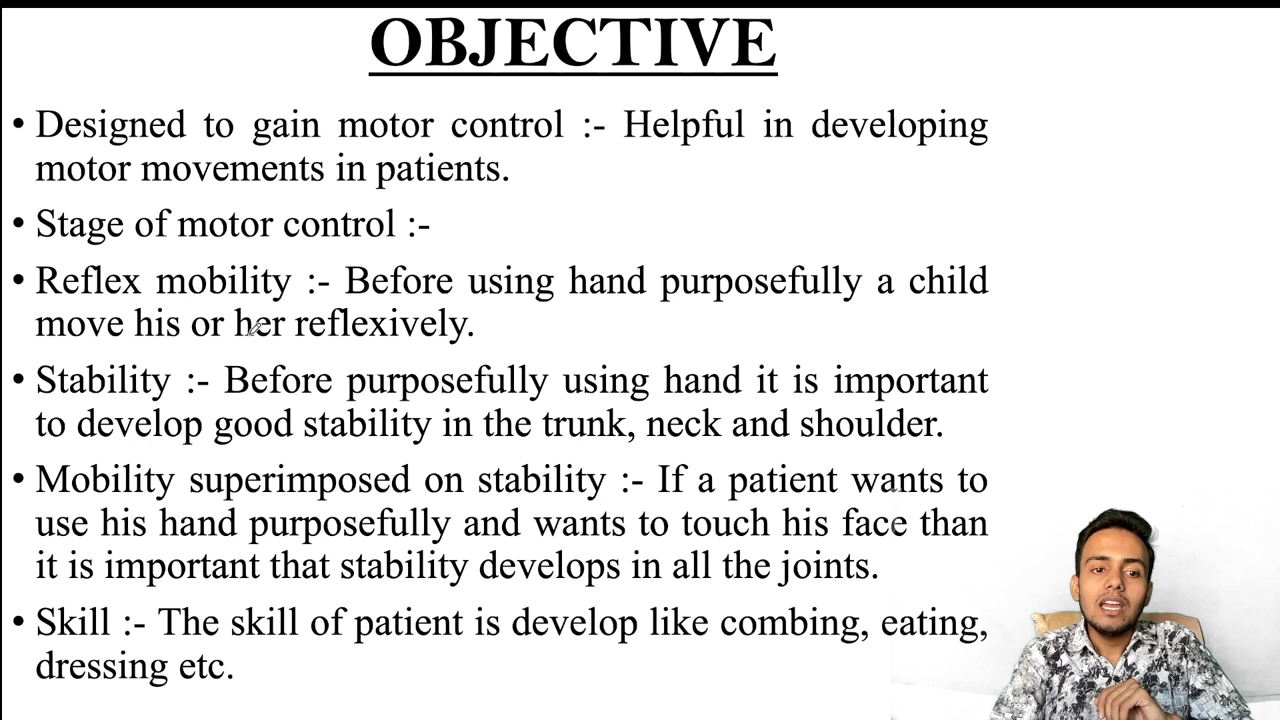 OBJECTIVE
• Designed to gain motor control :- Helpful in developing
motor movements in patients.
• Stage of motor control :-
• Reflex mobility :- Before using hand purposefully a child
move his or her reflexively.
• Stability :- Before purposefully using hand it is important
to develop good stability in the trunk, neck and shoulder.
• Mobility superimposed on stability :- If a patient wants to
use his hand purposefully and wants to touch his face than
it is important that stability develops in all the joints.
• Skill :- The skill of patient is develop like combing, eating,
dressing etc.